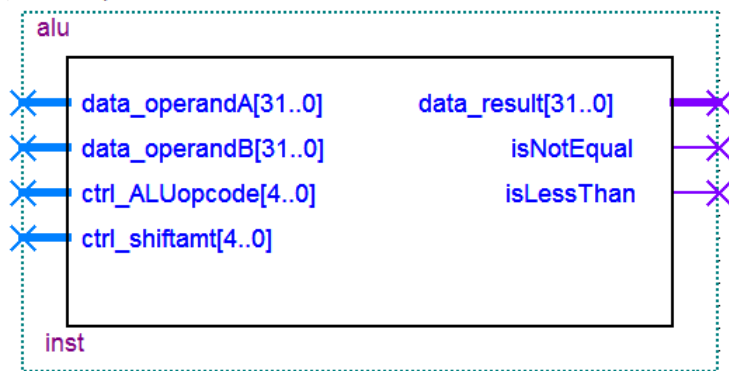 alu
data_operandA[31..0] data_result[31..0]
data_operandB[31..0] isNotEqual
ctrl_ALUopcode[4..0] isLessThan
ctrl_shiftamt[4..0]
inst